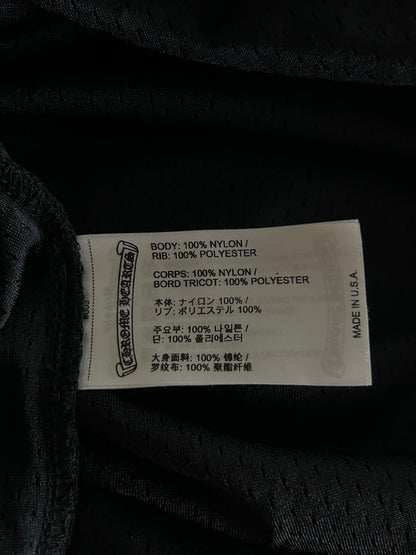 BODY: 100% NYLON /
RIB: 100% POLYESTER
CORPS: 100% NYLON /
BORD TRICOT: 100% POLYESTER
本体: ナイロン 100% /
リブ: ポリエステル 100%
주요부: 100% 나일론 /
단: 100% 폴리에스터
大身面料: 100% 锦纶 /
罗纹布: 100% 聚酯纤维
CHROME HEARTS
#003
MADE IN U.S.A.